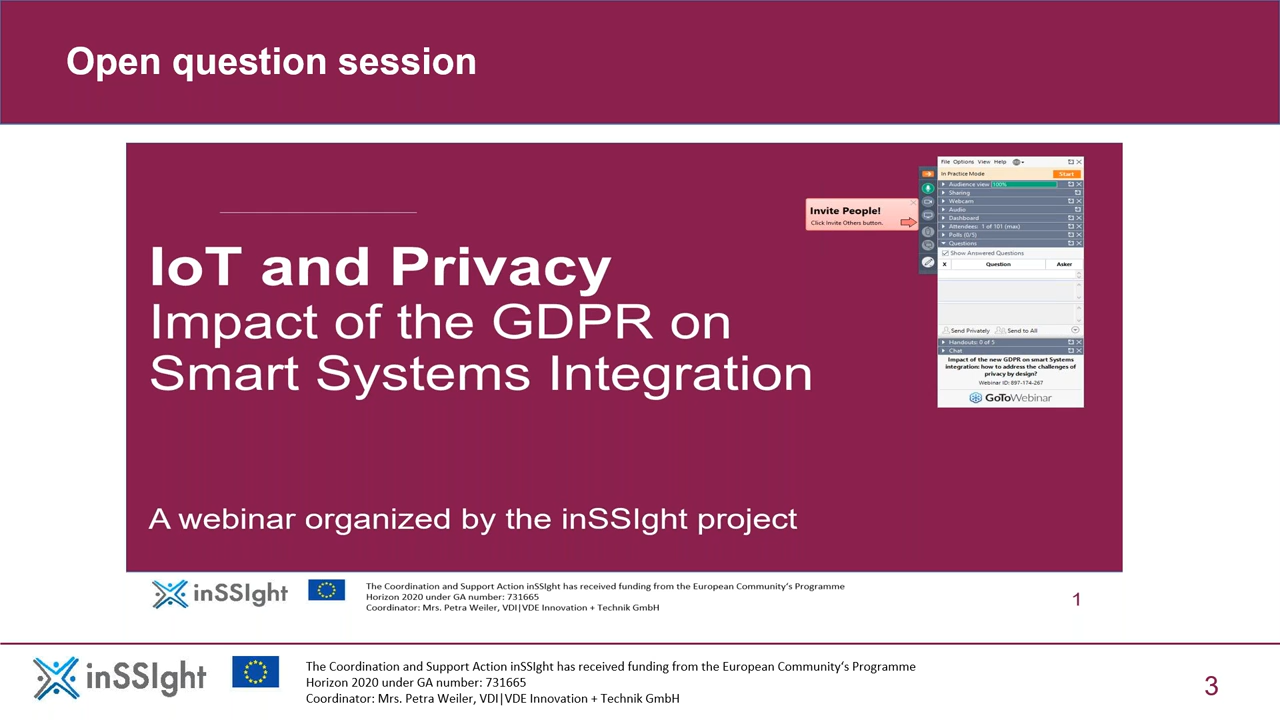 Open question session
IoT and Privacy
Impact of the GDPR on
Smart Systems Integration
A webinar organized by the inSSIght project
Invite People!
Click Invite Others button.
File Options View Help
In Practice Mode
Start
Audience view 100%
Sharing
Webcam
Audio
Dashboard
Attendees: 1 of 101 (max)
Polls (0/5)
Questions
Show Answered Questions
X Question Asker
Send Privately Send to All
Handouts: 0 of 5
Chat
Impact of the new GDPR on smart Systems
integration: how to address the challenges of
privacy by design?
Webinar ID: 897-174-267
GoToWebinar
inSSIght
The Coordination and Support Action inSSIght has received funding from the European Community’s Programme
Horizon 2020 under GA number: 731665
Coordinator: Mrs. Petra Weiler, VDI|VDE Innovation + Technik GmbH
1
inSSIght
The Coordination and Support Action inSSIght has received funding from the European Community’s Programme
Horizon 2020 under GA number: 731665
Coordinator: Mrs. Petra Weiler, VDI|VDE Innovation + Technik GmbH
3